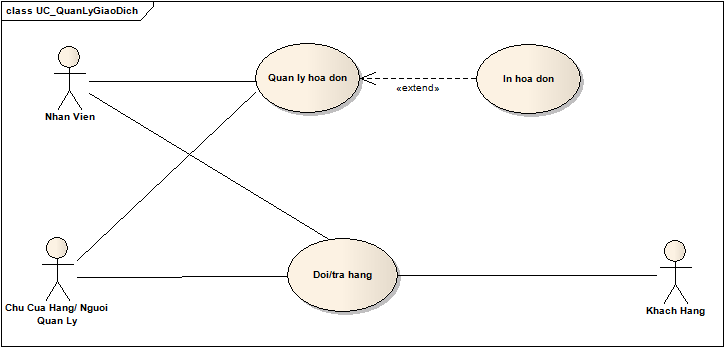 class UC_QuanLyGiaoDich
Quan ly hoa don
In hoa don
«extend»
Nhan Vien
Doi/tra hang
Chu Cua Hang/ Nguoi
Quan Ly
Khach Hang